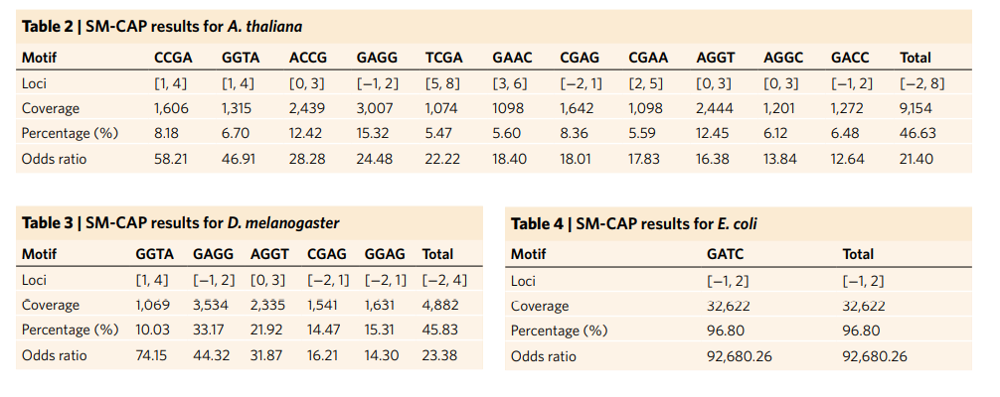 Table 2 | SM-CAP results for A. thaliana
Motif CCGA GGTA ACCG GAGG TCGA GAAC CGAG CGAA AGGT AGGC GACC Total
Loci [1, 4] [1, 4] [0, 3] [−1, 2] [5, 8] [3, 6] [−2, 1] [2, 5] [0, 3] [0, 3] [−1, 2] [−2, 8]
Coverage 1,606 1,315 2,439 3,007 1,074 1098 1,642 1,098 2,444 1,201 1,272 9,154
Percentage (%) 8.18 6.70 12.42 15.32 5.47 5.60 8.36 5.59 12.45 6.12 6.48 46.63
Odds ratio 58.21 46.91 28.28 24.48 22.22 18.40 18.01 17.83 16.38 13.84 12.64 21.40
Table 3 | SM-CAP results for D. melanogaster
Motif GGTA GAGG AGGT CGAG GGAG Total
Loci [1, 4] [−1, 2] [0, 3] [−2, 1] [−2, 1] [−2, 4]
Coverage 1,069 3,534 2,335 1,541 1,631 4,882
Percentage (%) 10.03 33.17 21.92 14.47 15.31 45.83
Odds ratio 74.15 44.32 31.87 16.21 14.30 23.38
Table 4 | SM-CAP results for E. coli
Motif GATC Total
Loci [−1, 2] [−1, 2]
Coverage 32,622 32,622
Percentage (%) 96.80 96.80
Odds ratio 92,680.26 92,680.26